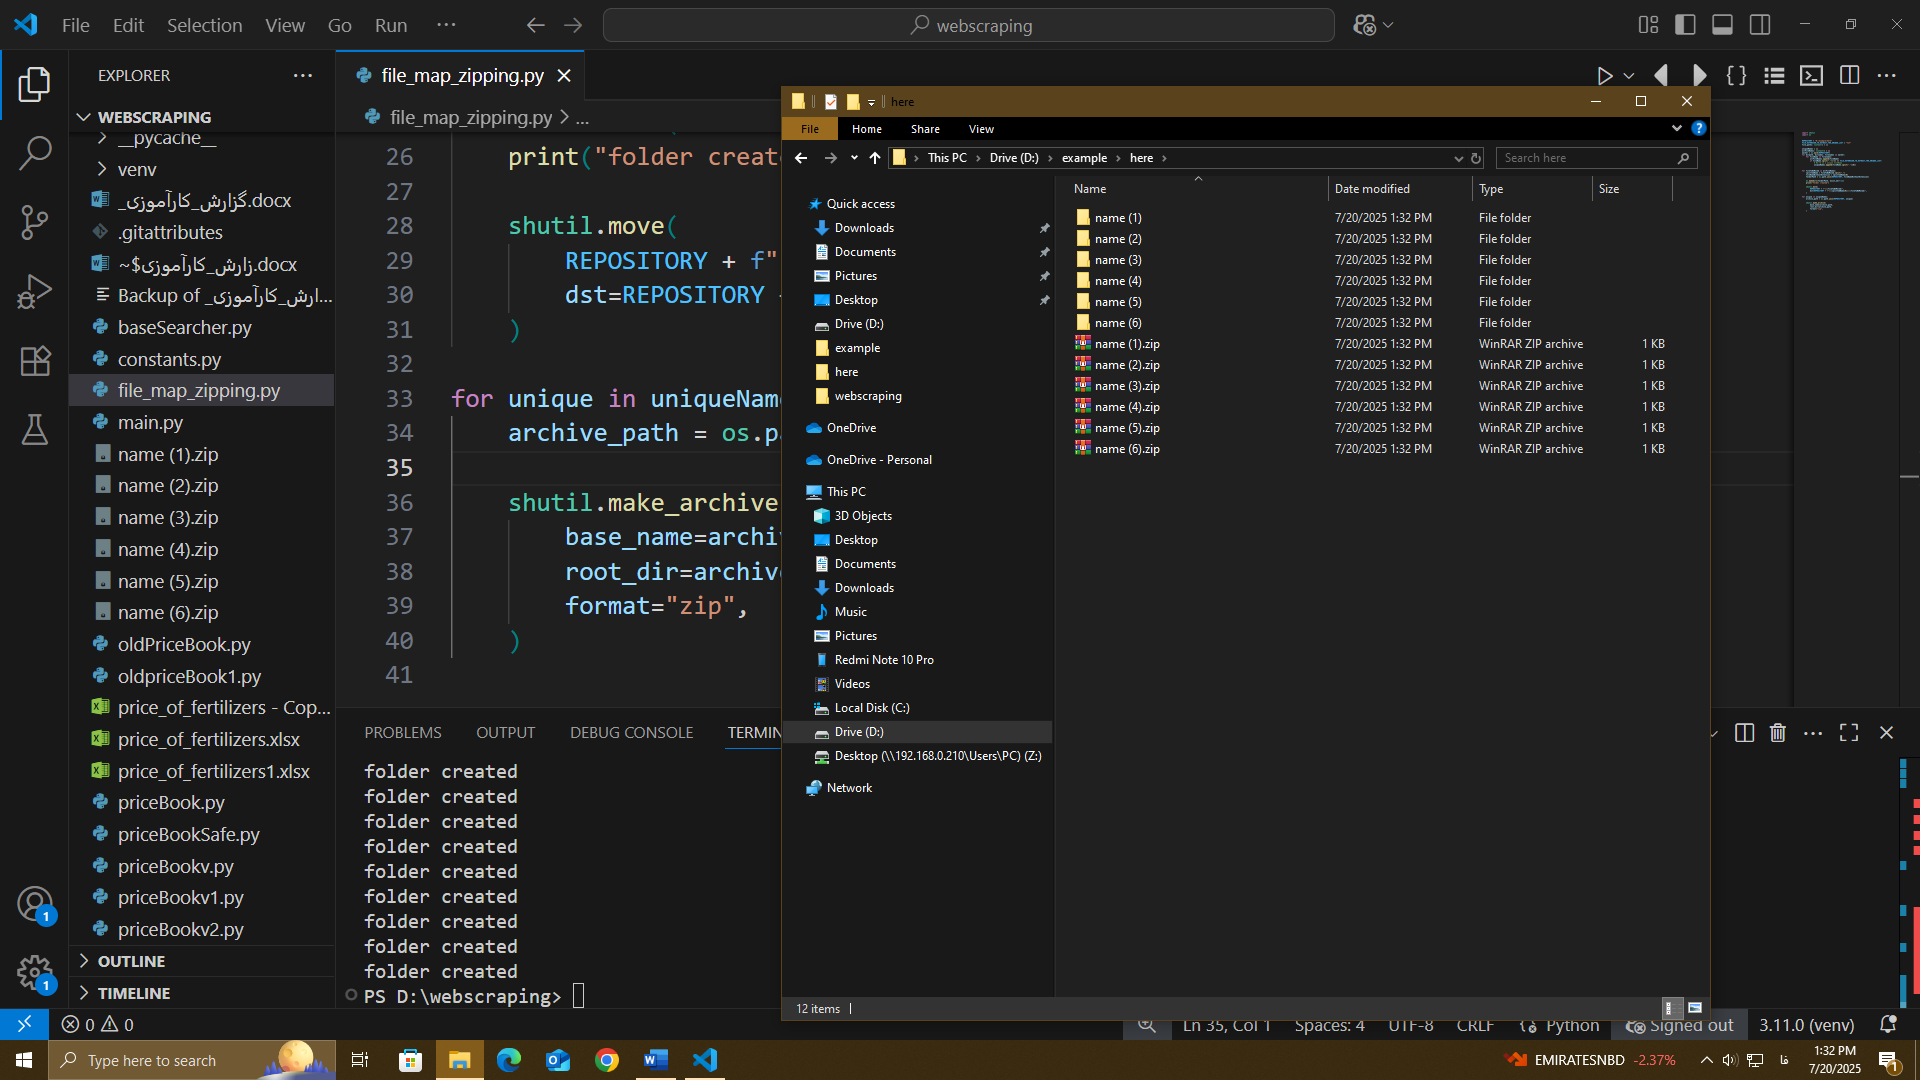 File Edit Selection View Go Run ···
webscraping
EXPLORER
WEBSCRAPING
__pycache__
venv
_گزارش_کارآموزی.docx
.gitattributes
~$زارش_کارآموزی.docx
Backup of _ارش_کارآموزی...
baseSearcher.py
constants.py
file_map_zipping.py
main.py
name (1).zip
name (2).zip
name (3).zip
name (4).zip
name (5).zip
name (6).zip
oldPriceBook.py
oldpriceBook1.py
price_of_fertilizers - Cop...
price_of_fertilizers.xlsx
price_of_fertilizers1.xlsx
priceBook.py
priceBookSafe.py
priceBookv.py
priceBookv1.py
priceBookv2.py
OUTLINE
TIMELINE
1
1
file_map_zipping.py
file_map_zipping.py > ...
26 print("folder creat
27
28 shutil.move(
29 REPOSITORY + f"
30 dst=REPOSITORY
31 )
32
33 for unique in uniqueNam
34 archive_path = os.pa
35
36 shutil.make_archive
37 base_name=archi
38 root_dir=archiv
39 format="zip",
40 )
41
PROBLEMS OUTPUT DEBUG CONSOLE TERMIN
folder created
folder created
folder created
folder created
folder created
folder created
folder created
folder created
folder created
PS D:\webscraping>
here
File Home Share View
This PC > Drive (D:) > example > here >
Search here
Quick access
Downloads
Documents
Pictures
Desktop
Drive (D:)
example
here
webscraping
OneDrive
OneDrive - Personal
This PC
3D Objects
Desktop
Documents
Downloads
Music
Pictures
Redmi Note 10 Pro
Videos
Local Disk (C:)
Drive (D:)
Desktop (\\192.168.0.210\Users\PC) (Z:)
Network
Name Date modified Type Size
name (1) 7/20/2025 1:32 PM File folder
name (2) 7/20/2025 1:32 PM File folder
name (3) 7/20/2025 1:32 PM File folder
name (4) 7/20/2025 1:32 PM File folder
name (5) 7/20/2025 1:32 PM File folder
name (6) 7/20/2025 1:32 PM File folder
name (1).zip 7/20/2025 1:32 PM WinRAR ZIP archive 1 KB
name (2).zip 7/20/2025 1:32 PM WinRAR ZIP archive 1 KB
name (3).zip 7/20/2025 1:32 PM WinRAR ZIP archive 1 KB
name (4).zip 7/20/2025 1:32 PM WinRAR ZIP archive 1 KB
name (5).zip 7/20/2025 1:32 PM WinRAR ZIP archive 1 KB
name (6).zip 7/20/2025 1:32 PM WinRAR ZIP archive 1 KB
12 items
0 0
Ln 35, Col 1 Spaces: 4 UTF-8 CRLF Python Signed out 3.11.0 (venv)
Type here to search
EMIRATESNBD -2.37%
فا
1:32 PM
7/20/2025
1